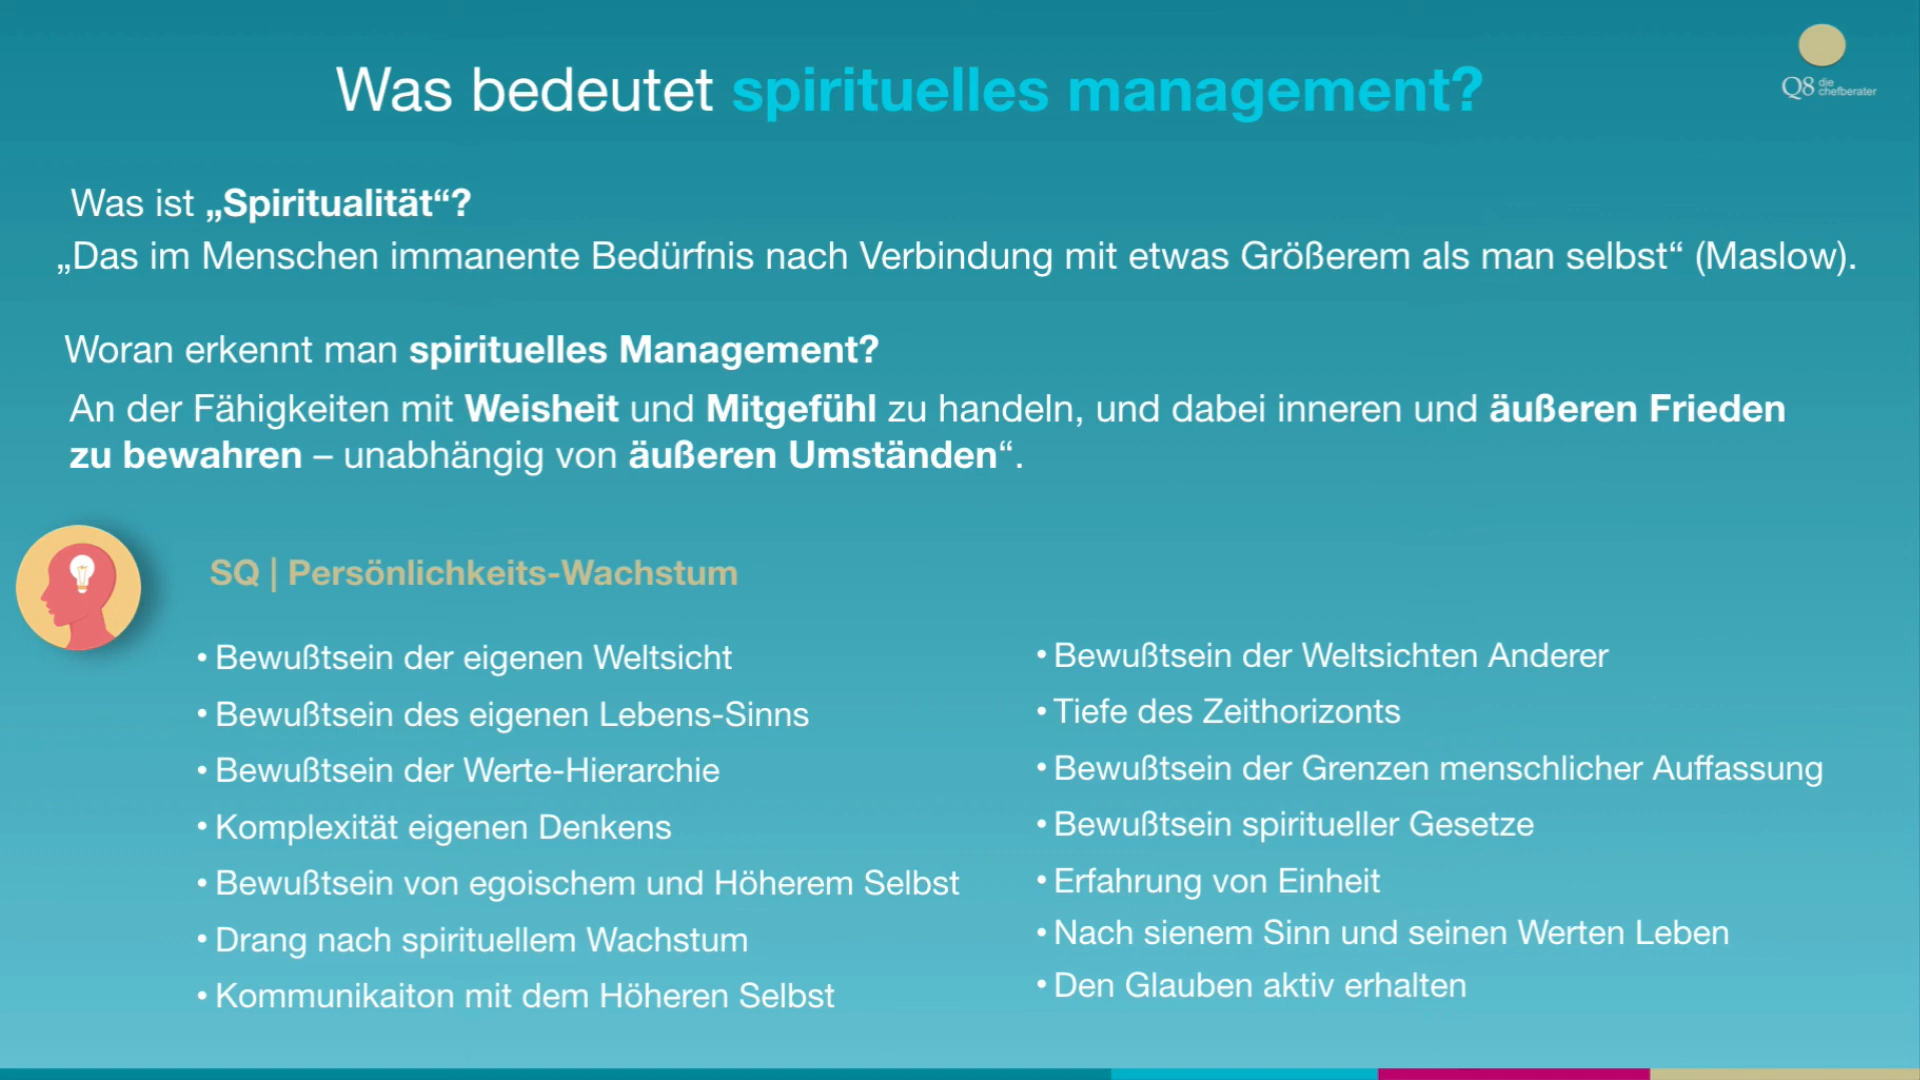 Was bedeutet spirituelles management?
Q8 die chefberater
Was ist „Spiritualität“?
„Das im Menschen immanente Bedürfnis nach Verbindung mit etwas Größerem als man selbst“ (Maslow).
Woran erkennt man spirituelles Management?
An der Fähigkeiten mit Weisheit und Mitgefühl zu handeln, und dabei inneren und äußeren Frieden
zu bewahren – unabhängig von äußeren Umständen“.
SQ | Persönlichkeits-Wachstum
• Bewußtsein der eigenen Weltsicht
• Bewußtsein des eigenen Lebens-Sinns
• Bewußtsein der Werte-Hierarchie
• Komplexität eigenen Denkens
• Bewußtsein von egoischem und Höherem Selbst
• Drang nach spirituellem Wachstum
• Kommunikaiton mit dem Höheren Selbst
• Bewußtsein der Weltsichten Anderer
• Tiefe des Zeithorizonts
• Bewußtsein der Grenzen menschlicher Auffassung
• Bewußtsein spiritueller Gesetze
• Erfahrung von Einheit
• Nach sienem Sinn und seinen Werten Leben
• Den Glauben aktiv erhalten